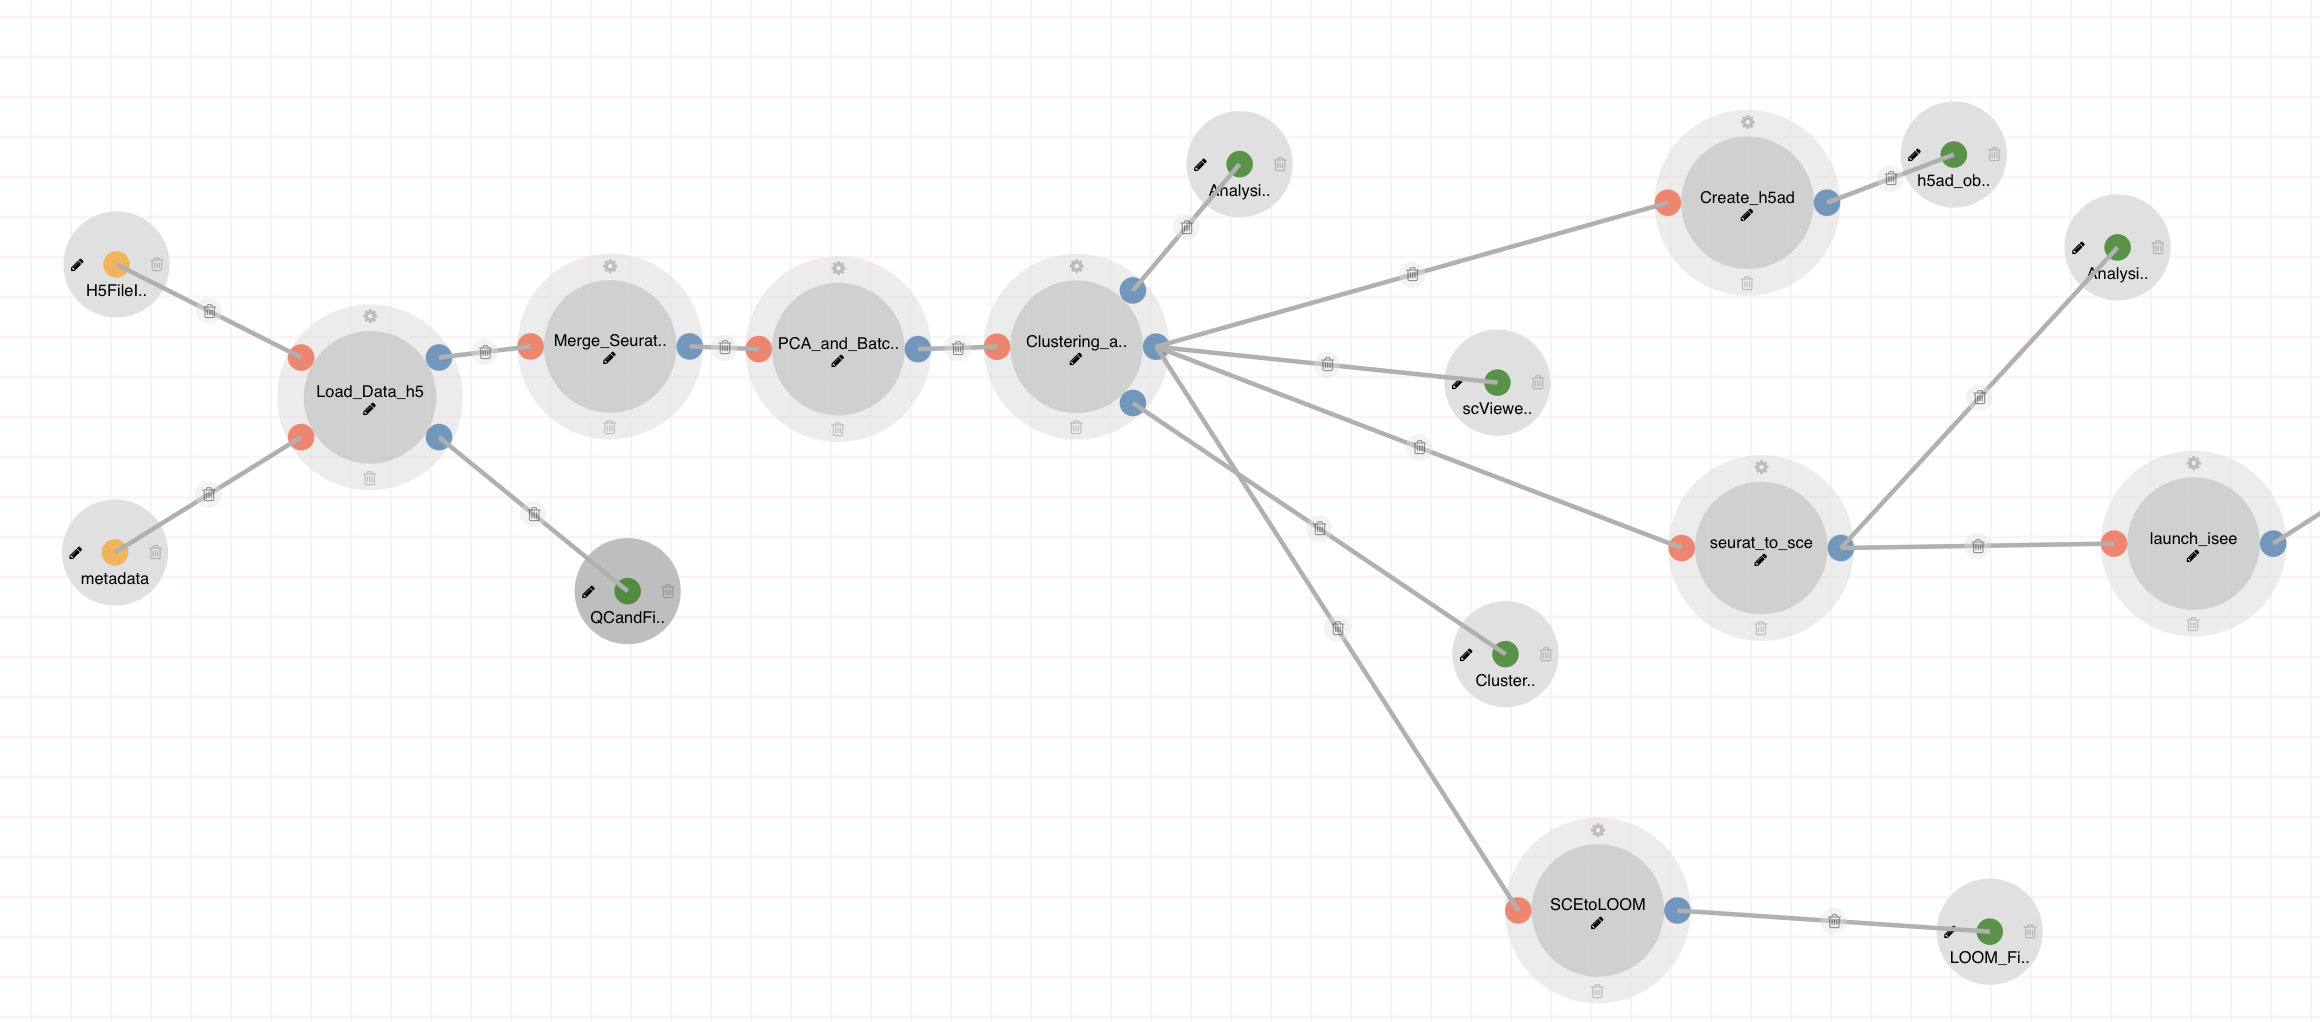 Analysi..
Create_h5ad
h5ad_ob..
Analysi..
H5FileI..
Load_Data_h5
Merge_Seurat..
PCA_and_Batc..
Clustering_a..
scViewe..
metadata
QCandFi..
seurat_to_sce
launch_isee
Cluster..
SCEtoLOOM
LOOM_Fi..